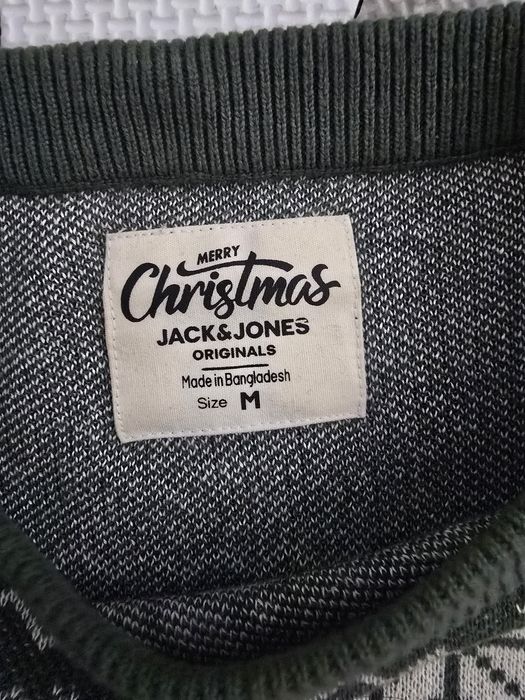 MERRY
Christmas
JACK&JONES
ORIGINALS
Made in Bangladesh
Size M